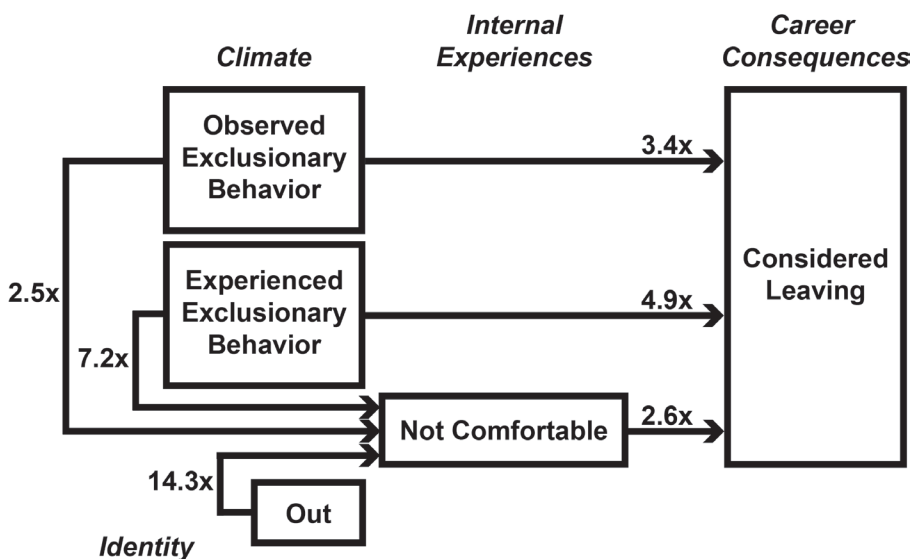 Climate
Internal
Experiences
Career
Consequences
Observed
Exclusionary
Behavior
3.4x
2.5x
Experienced
Exclusionary
Behavior
4.9x
Considered
Leaving
7.2x
Not Comfortable
2.6x
14.3x
Out
Identity